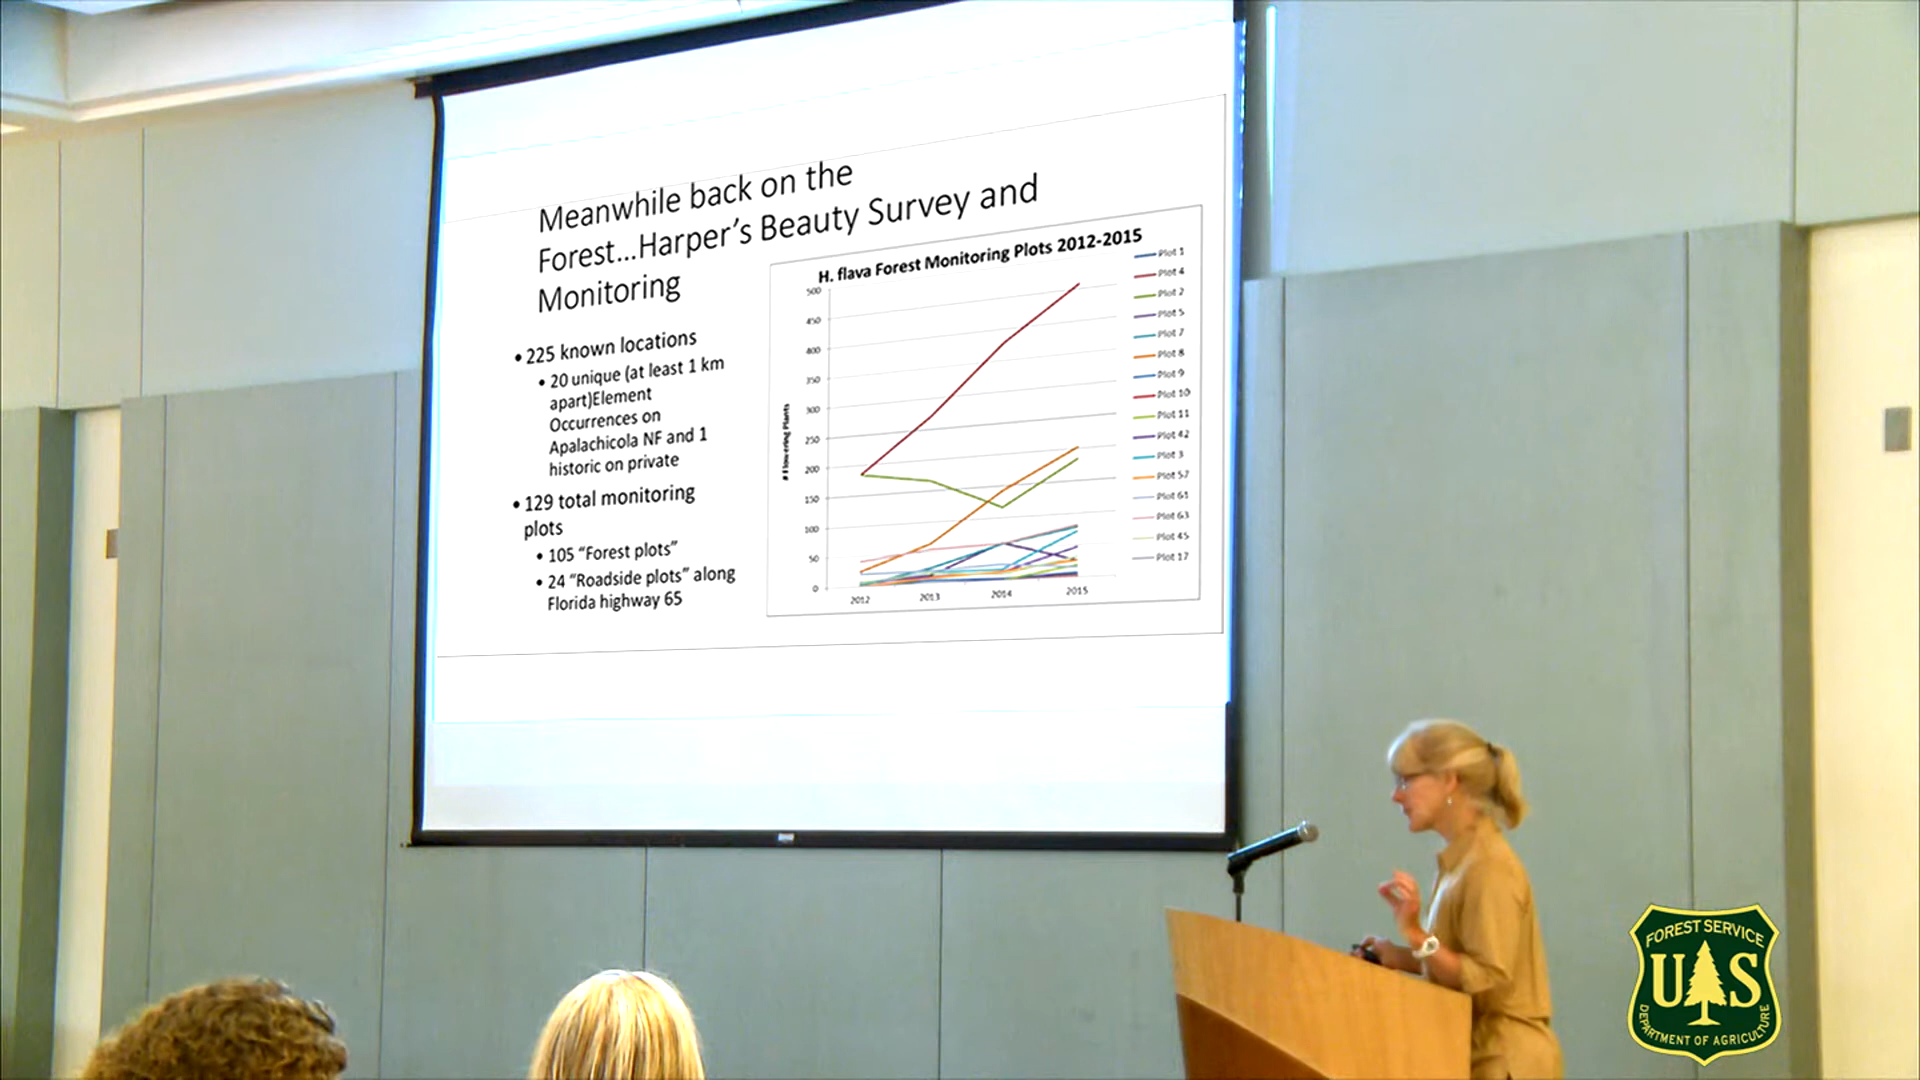 Meanwhile back on the
Forest...Harper's Beauty Survey and
Monitoring
• 225 known locations
• 20 unique (at least 1 km
apart)Element
Occurrences on
Apalachicola NF and 1
historic on private
• 129 total monitoring
plots
• 105 “Forest plots”
• 24 “Roadside plots” along
Florida highway 65
H. flava Forest Monitoring Plots 2012-2015
# Flowering Plants
500
450
400
350
300
250
200
150
100
50
0
2012 2013 2014 2015
Plot 1
Plot 4
Plot 2
Plot 5
Plot 7
Plot 8
Plot 9
Plot 10
Plot 11
Plot 42
Plot 3
Plot 57
Plot 61
Plot 63
Plot 45
Plot 17
FOREST SERVICE
U S
DEPARTMENT OF AGRICULTURE